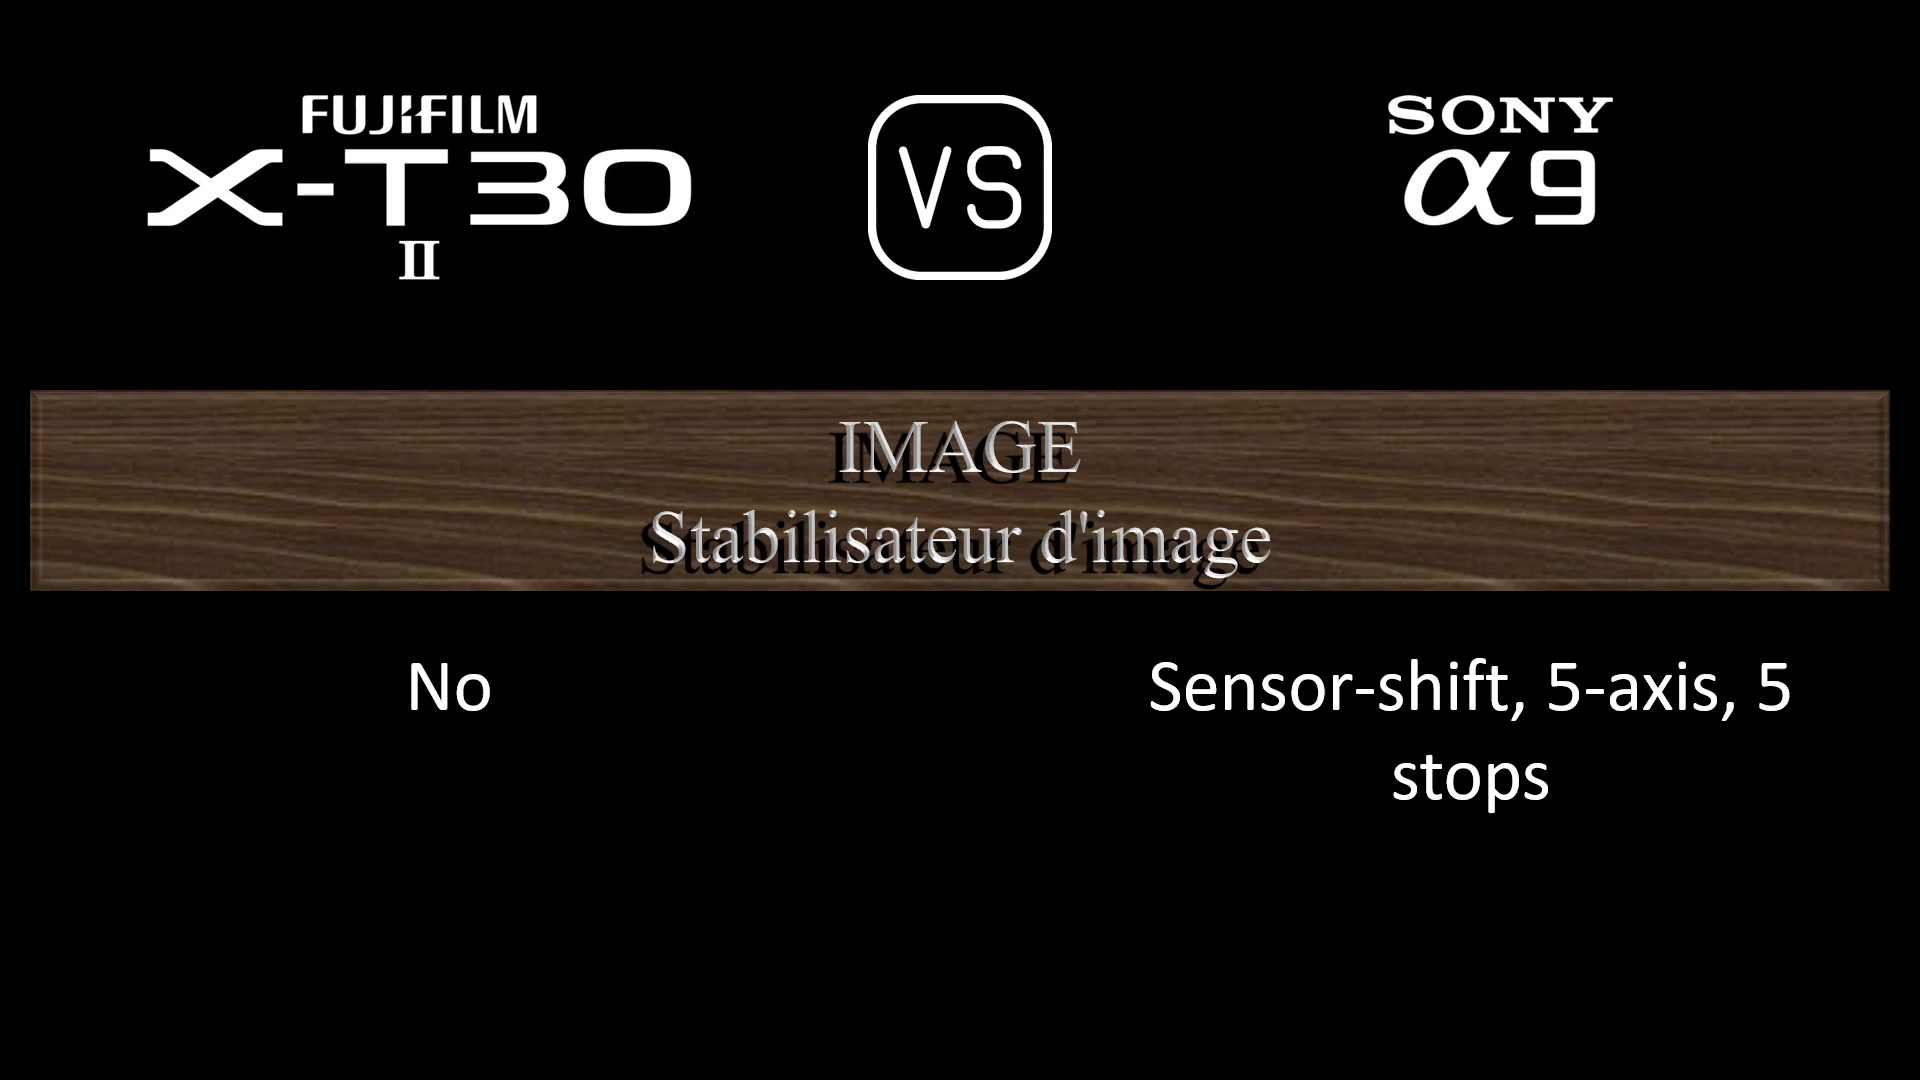 FUJIFILM
X-T30
II
VS
SONY
α9
IMAGE
Stabilisateur d'image
No
Sensor-shift, 5-axis, 5
stops